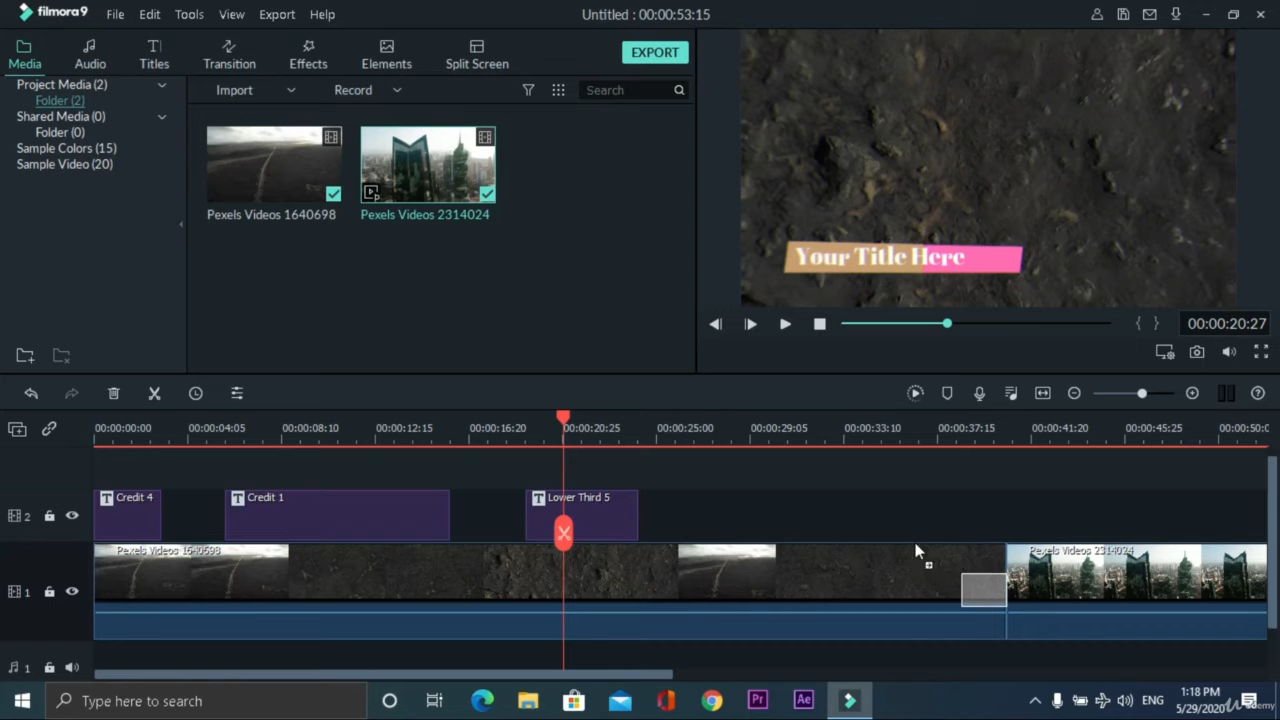 filmora9 File Edit Tools View Export Help Untitled : 00:00:53:15
Media Audio Titles Transition Effects Elements Split Screen EXPORT
Project Media (2)
Folder (2)
Shared Media (0)
Folder (0)
Sample Colors (15)
Sample Video (20)
Import Record Search
Pexels Videos 1640698 Pexels Videos 2314024
Your Title Here
00:00:20:27
00:00:00:00 00:00:04:05 00:00:08:10 00:00:12:15 00:00:16:20 00:00:20:25 00:00:25:00 00:00:29:05 00:00:33:10 00:00:37:15 00:00:41:20 00:00:45:25 00:00:50:0
2 T Credit 4 T Credit 1 T Lower Third 5
Pexels Videos 1640698 Pexels Videos 2314024
1
1
Type here to search Pr Ae ENG 1:18 PM
5/29/2020
Udemy